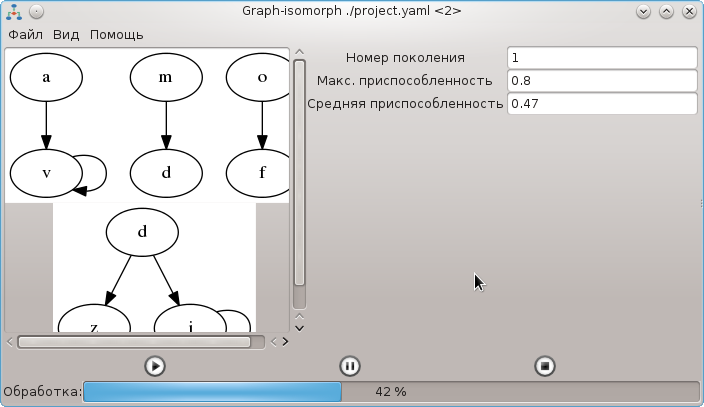 Graph-isomorph ./project.yaml <2>
Файл Вид Помощь
a m o
v d f
d
z i
Номер поколения 1
Макс. приспособленность 0.8
Средняя приспособленность 0.47
Обработка: 42 %